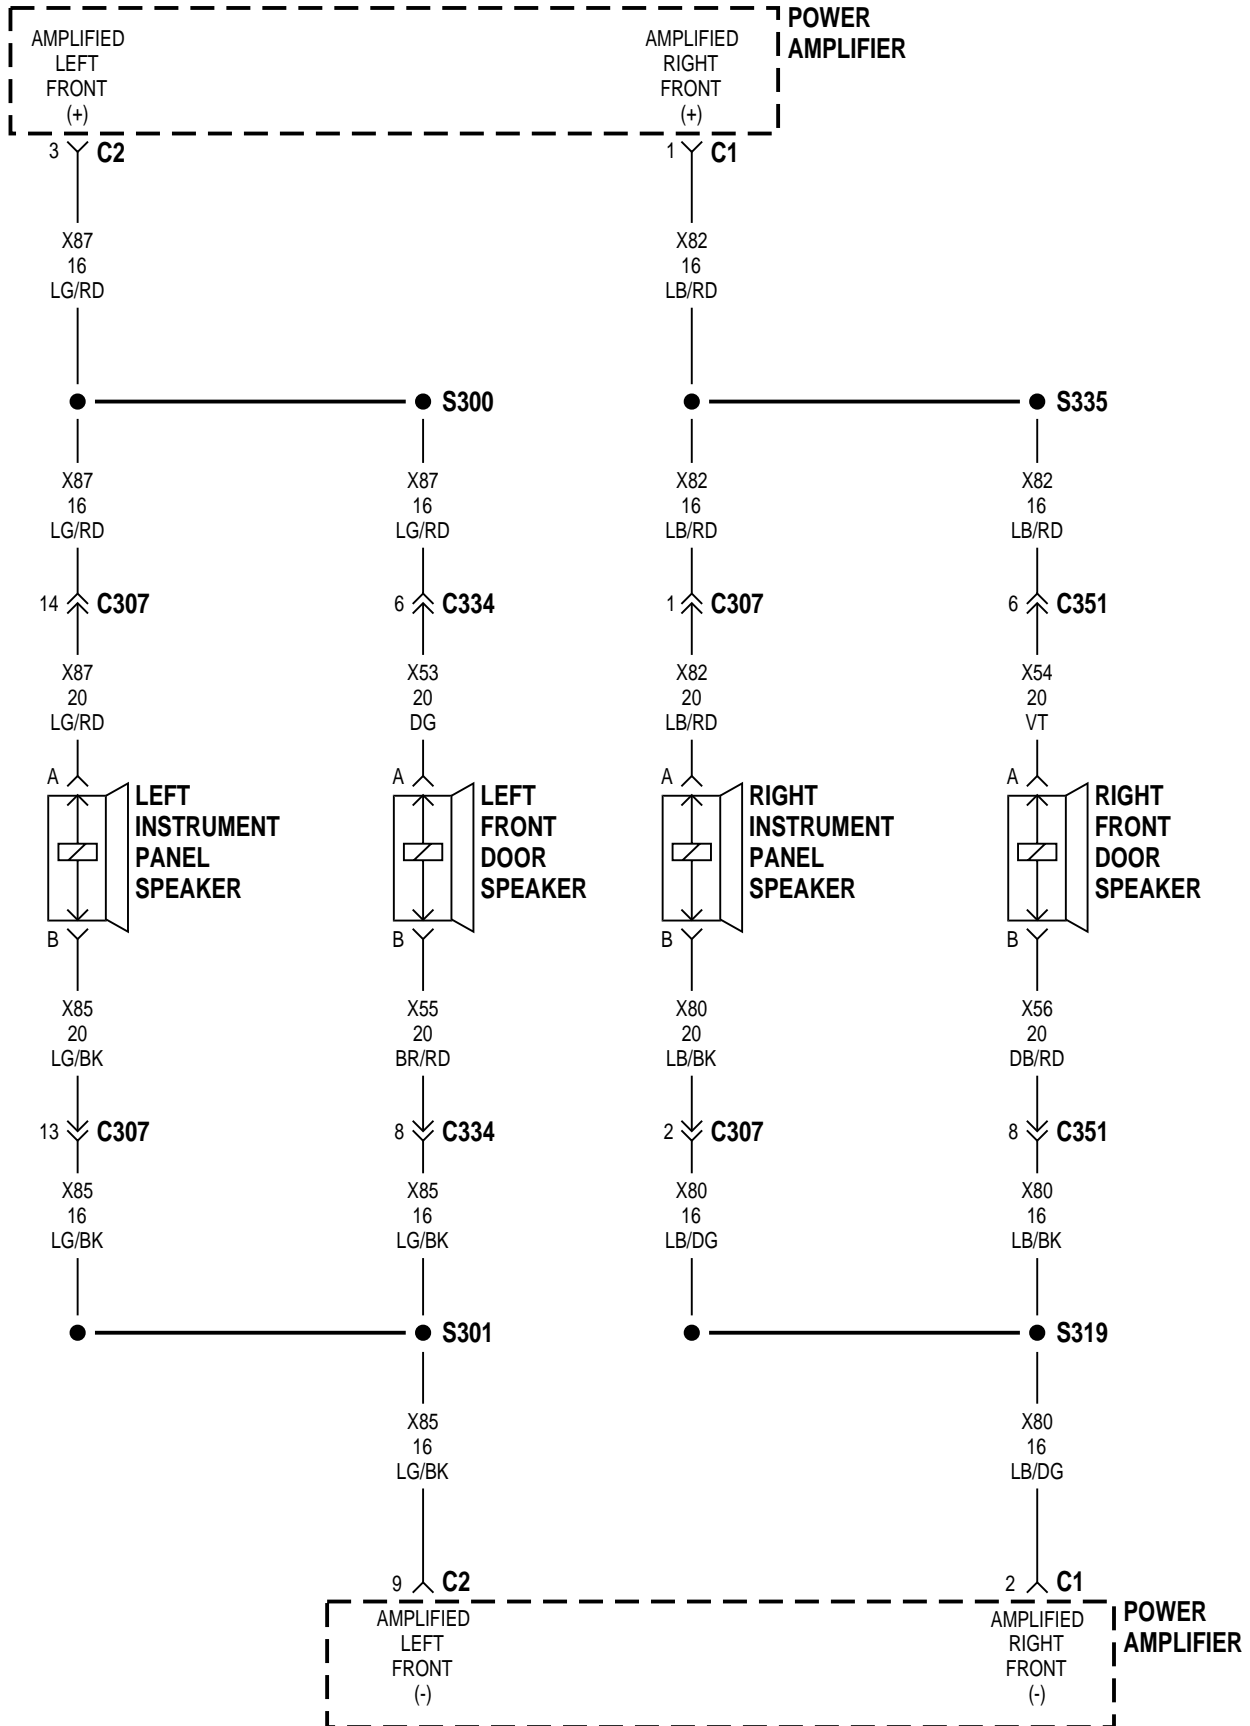 POWER
AMPLIFIER
AMPLIFIED
LEFT
FRONT
(+)
AMPLIFIED
RIGHT
FRONT
(+)
3 C2
1 C1
X87
16
LG/RD
X82
16
LB/RD
S300
S335
X87
16
LG/RD
X87
16
LG/RD
X82
16
LB/RD
X82
16
LB/RD
14 C307
6 C334
1 C307
6 C351
X87
20
LG/RD
X53
20
DG
X82
20
LB/RD
X54
20
VT
A
LEFT
INSTRUMENT
PANEL
SPEAKER
B
A
LEFT
FRONT
DOOR
SPEAKER
B
A
RIGHT
INSTRUMENT
PANEL
SPEAKER
B
A
RIGHT
FRONT
DOOR
SPEAKER
B
X85
20
LG/BK
X55
20
BR/RD
X80
20
LB/BK
X56
20
DB/RD
13 C307
8 C334
2 C307
8 C351
X85
16
LG/BK
X85
16
LG/BK
X80
16
LB/DG
X80
16
LB/BK
S301
S319
X85
16
LG/BK
X80
16
LB/DG
9 C2
2 C1
AMPLIFIED
LEFT
FRONT
(-)
AMPLIFIED
RIGHT
FRONT
(-)
POWER
AMPLIFIER